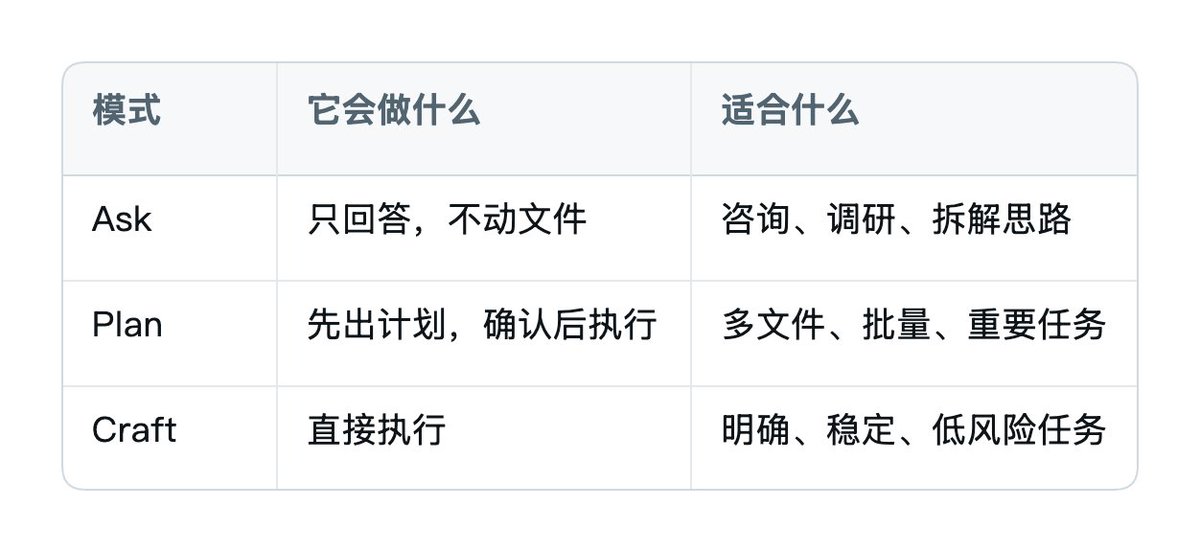 模式 它会做什么 适合什么
Ask 只回答，不动文件 咨询、调研、拆解思路
Plan 先出计划，确认后执行 多文件、批量、重要任务
Craft 直接执行 明确、稳定、低风险任务